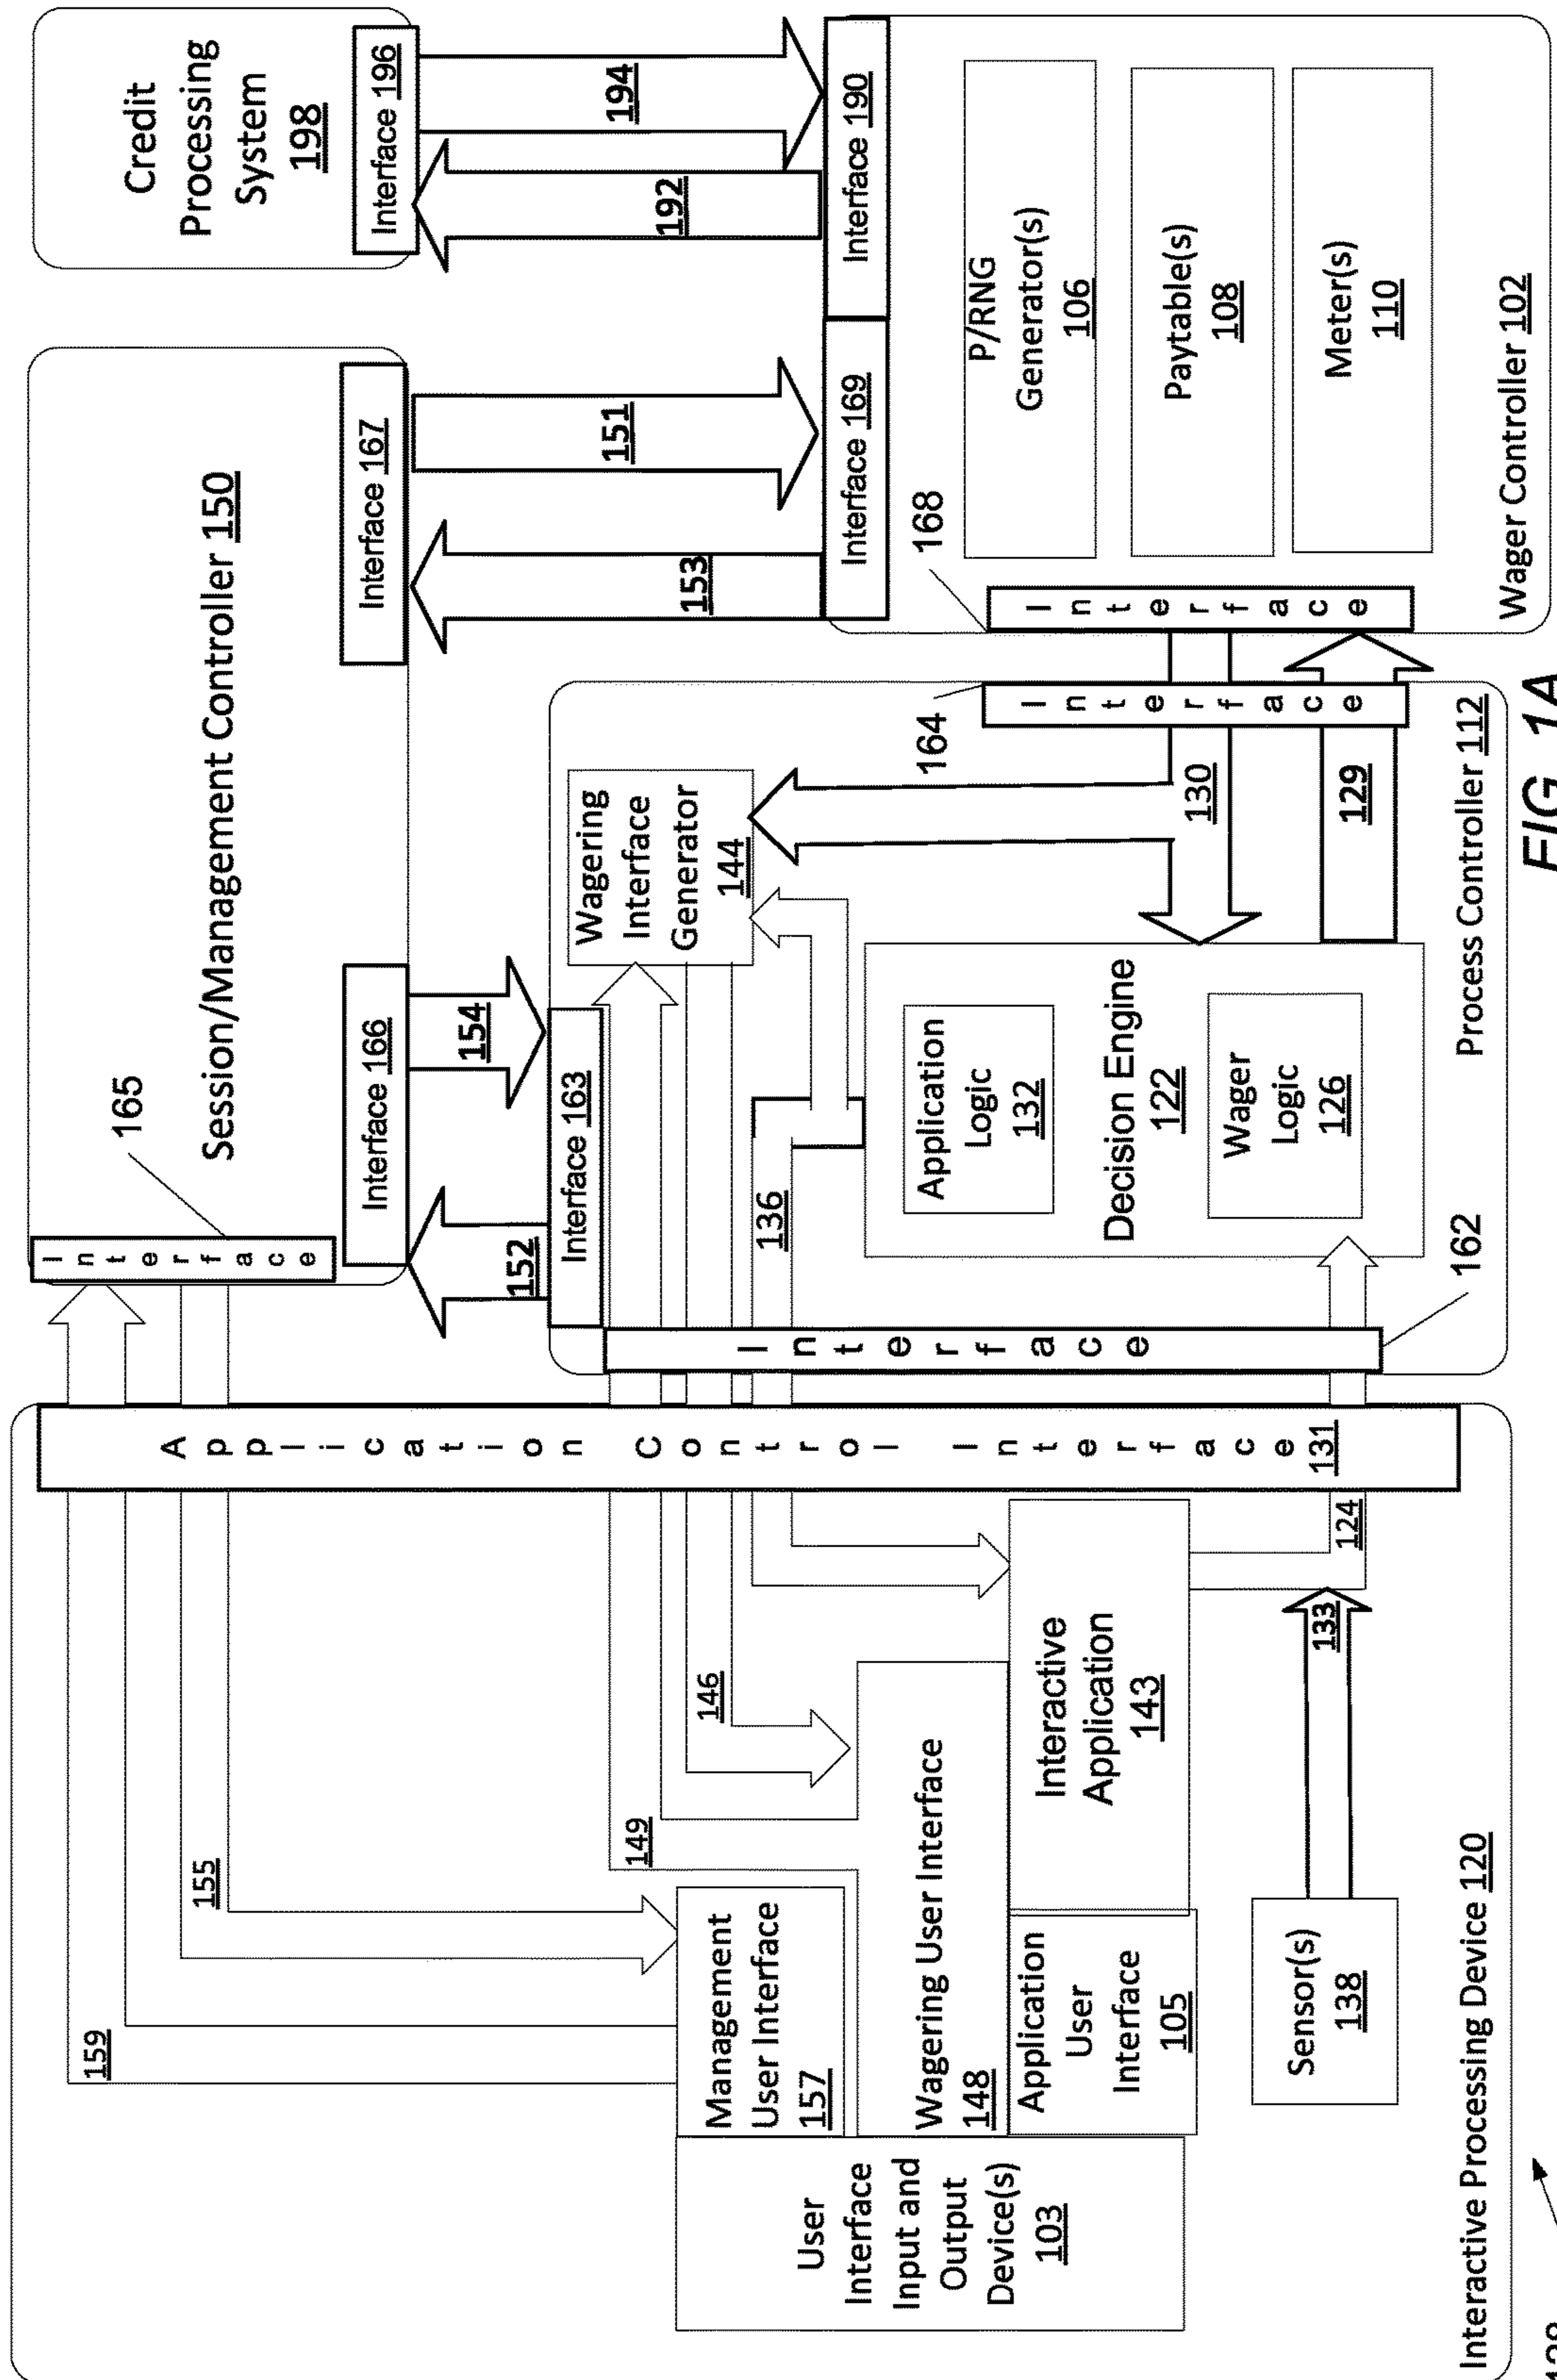 Credit
Processing
System
198
Interface 196
194
192
Interface 190
Session/Management Controller 150
Interface 167
151
153
Interface 169
165
Interface
Interface 166
154
152
Interface 163
P/RNG
Generator(s)
106
Paytable(s)
108
Meter(s)
110
Wager Controller 102
168
Interface
164
Interface
Wagering
Interface
Generator
144
130
129
136
Application
Logic
132
Decision Engine
122
Wager
Logic
126
Process Controller 112
162
Interface
Application Control Interface 131
159
155
149
146
124
133
Management
User Interface
157
Wagering User Interface
148
Interactive
Application
143
Application
User
Interface
105
User
Interface
Input and
Output
Device(s)
103
Sensor(s)
138
Interactive Processing Device 120
FIG. 1A